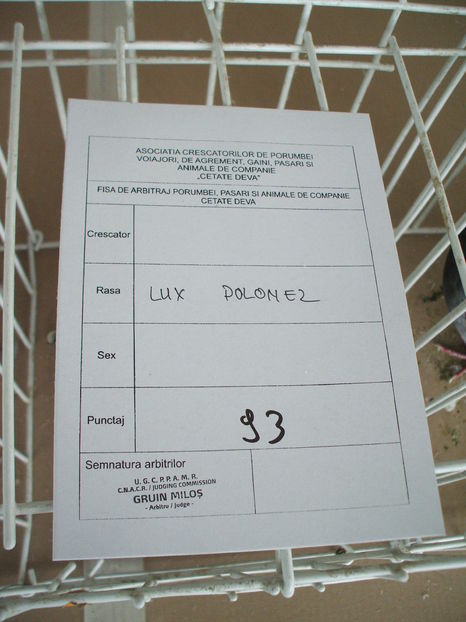 ASOCIATIA CRESCATORILOR DE PORUMBEI
VOIAJORI, DE AGREMENT, GAINI, PASARI SI
ANIMALE DE COMPANIE
„CETATE DEVA”
FISA DE ARBITRAJ PORUMBEI, PASARI SI ANIMALE DE COMPANIE
CETATE DEVA
Crescator
Rasa LUX POLONEZ
Sex
Punctaj 93
Semnatura arbitrilor
U. G. C. P. P. A. M. R.
C.N.A.C.R. / JUDGING COMMISSION
GRUIN MILOȘ
- Arbitru / Judge -